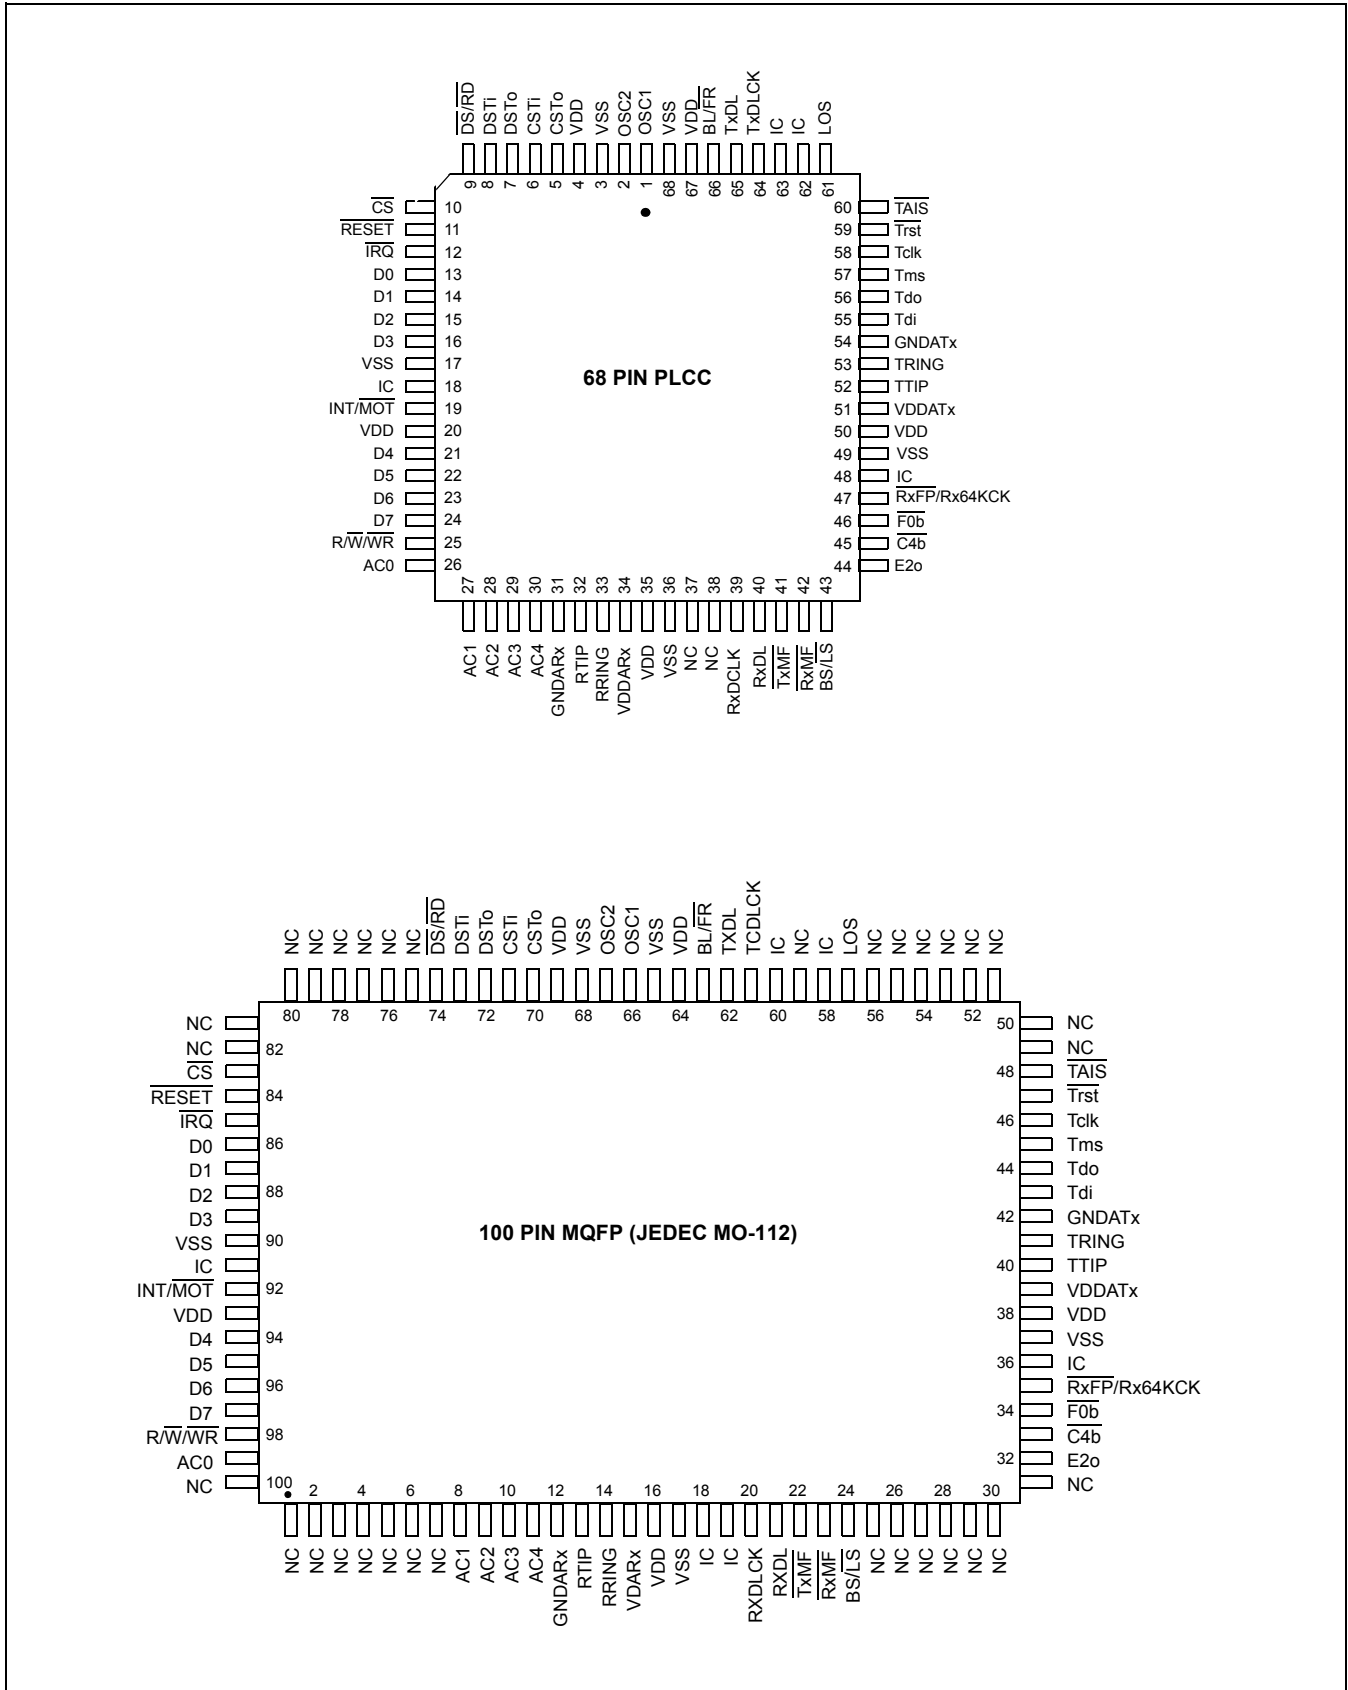 DS/RD DSTi DSTo CSTi CSTo VDD VSS OSC2 OSC1 VSS VDD BL/FR TxDL TxDLCK IC IC LOS
9 8 7 6 5 4 3 2 1 68 67 66 65 64 63 62 61
CS 10 60 TAIS
RESET 11 59 Trst
IRQ 12 58 Tclk
D0 13 57 Tms
D1 14 56 Tdo
D2 15 55 Tdi
D3 16 54 GNDATx
VSS 17 53 TRING
68 PIN PLCC
IC 18 52 TTIP
INT/MOT 19 51 VDDATx
VDD 20 50 VDD
D4 21 49 VSS
D5 22 48 IC
D6 23 47 RxFP/Rx64KCK
D7 24 46 F0b
R/W/WR 25 45 C4b
AC0 26 44 E2o
27 28 29 30 31 32 33 34 35 36 37 38 39 40 41 42 43
AC1 AC2 AC3 AC4 GNDARx RTIP RRING VDDARx VDD VSS NC NC RxDCLK RxDL TxMF RxMF BS/LS
NC NC NC NC NC NC DS/RD DSTi DSTo CSTi CSTo VDD VSS OSC2 OSC1 VSS VDD BL/FR TXDL TCDLCK IC NC IC LOS NC NC NC NC NC NC
80 78 76 74 72 70 68 66 64 62 60 58 56 54 52
NC 50 NC
NC 82 NC
CS 48 TAIS
RESET 84 Trst
IRQ 46 Tclk
D0 86 Tms
D1 44 Tdo
D2 88 Tdi
D3 42 GNDATx
100 PIN MQFP (JEDEC MO-112)
VSS 90 TRING
IC 40 TTIP
INT/MOT 92 VDDATx
VDD 38 VDD
D4 94 VSS
D5 36 IC
D6 96 RxFP/Rx64KCK
D7 34 F0b
R/W/WR 98 C4b
AC0 32 E2o
NC 100 NC
2 4 6 8 10 12 14 16 18 20 22 24 26 28 30
NC NC NC NC NC NC NC AC1 AC2 AC3 AC4 GNDARx RTIP RRING VDARx VDD VSS IC IC RXDLCK RXDL TxMF RxMF BS/LS NC NC NC NC NC NC